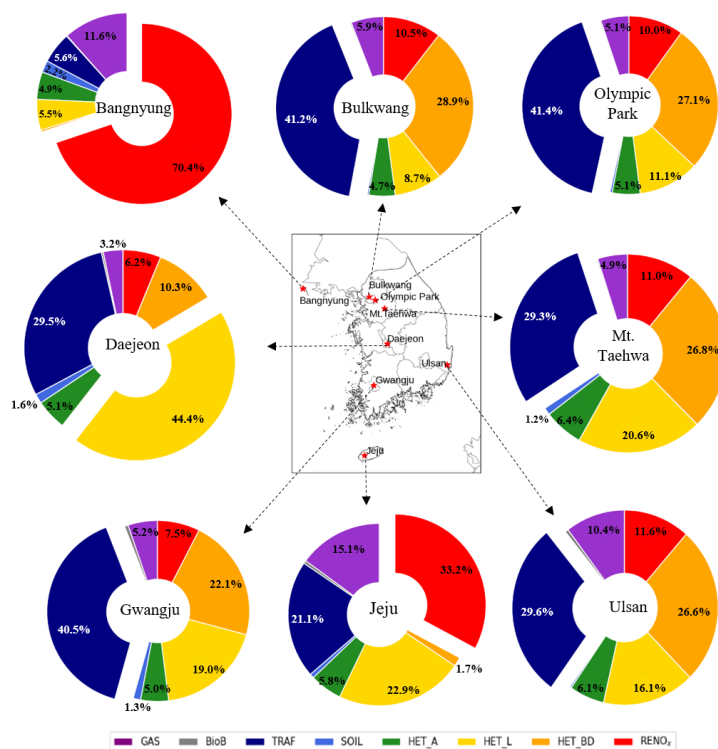 11.6%
5.6%
2.2%
4.9%
5.5%
Bangnyung
70.4%
5.9%
10.5%
28.9%
41.2%
Bulkwang
8.7%
4.7%
5.1%
10.0%
27.1%
41.4%
Olympic
Park
11.1%
5.1%
3.2%
6.2%
10.3%
29.5%
Daejeon
44.4%
1.6%
5.1%
Bulkwang
Bangnyung
Olympic Park
Mt.Taehwa
Daejeon
Ulsan
Gwangju
Jeju
4.9%
11.0%
29.3%
Mt.
Taehwa
26.8%
1.2%
6.4%
20.6%
5.2%
7.5%
22.1%
40.5%
Gwangju
19.0%
1.3%
5.0%
15.1%
33.2%
21.1%
Jeju
1.7%
5.8%
22.9%
10.4%
11.6%
29.6%
Ulsan
26.6%
6.1%
16.1%
GAS BioB TRAF SOIL HET_A HET_L HET_BD RENOx